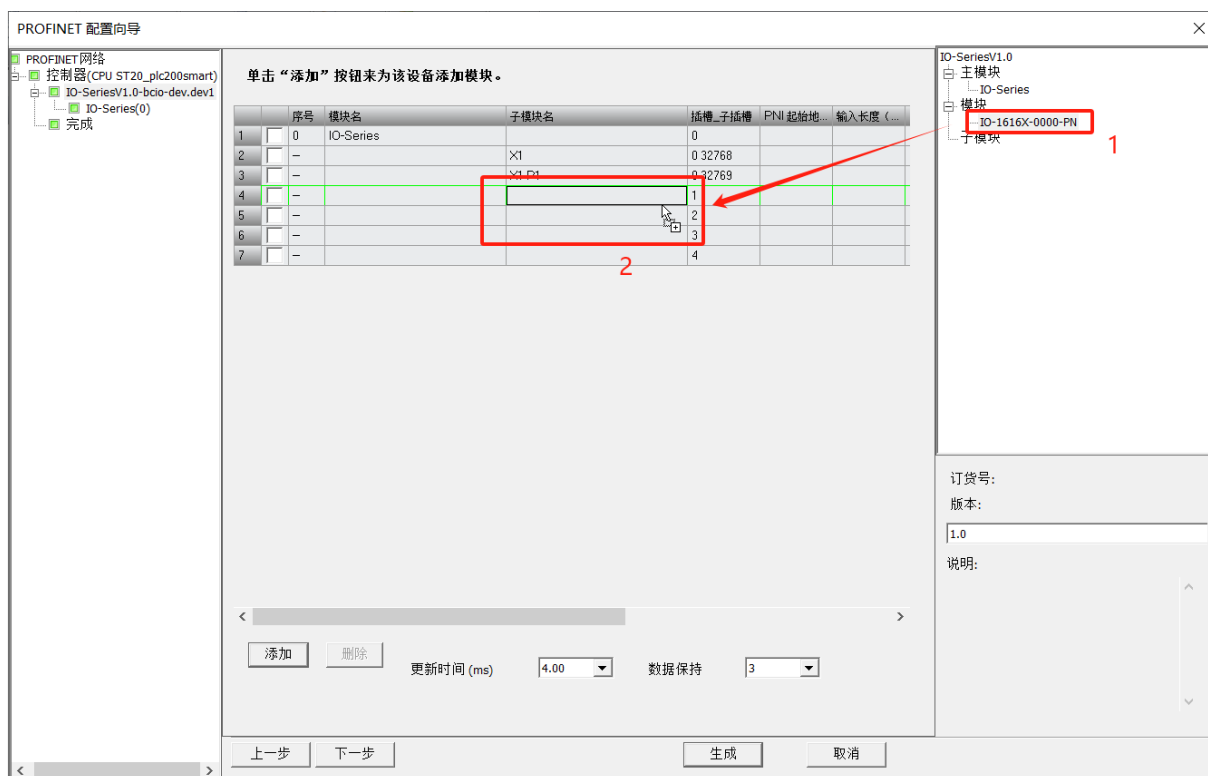 PROFINET 配置向导
PROFINET网络
控制器(CPU ST20_plc200smart)
IO-SeriesV1.0-bcio-dev.dev1
IO-Series(0)
完成
单击“添加”按钮来为该设备添加模块。
序号 模块名 子模块名 插槽_子插槽 PNI 起始地... 输入长度 (...
1 0 IO-Series 0
2 – X1 0 32768
3 – X1 P1 0 32769
4 – 1
5 – 2
6 – 3
7 – 4
2
添加 删除 更新时间 (ms) 4.00 数据保持 3
上一步 下一步 生成 取消
IO-SeriesV1.0
主模块
IO-Series
模块
IO-1616X-0000-PN
子模块
1
订货号:
版本:
1.0
说明: